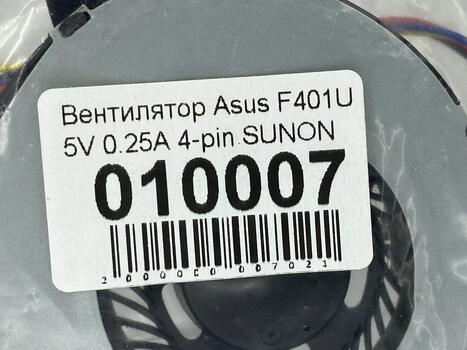 Вентилятор Asus F401U
5V 0.25A 4-pin SUNON
010007
2000000007021